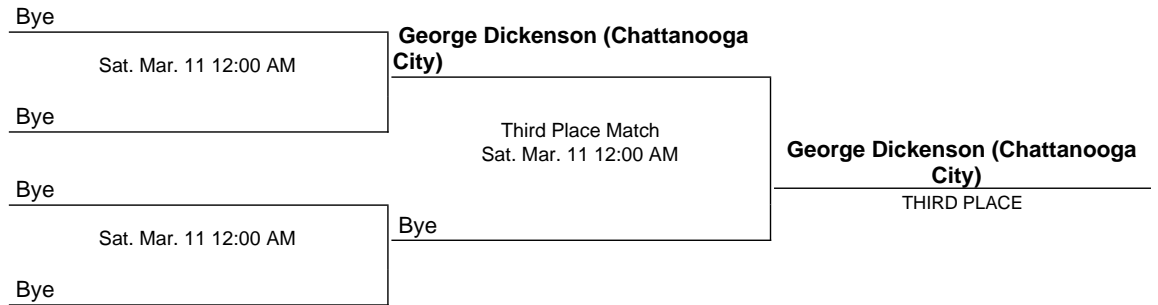 Bye
George Dickenson (Chattanooga
City)
Sat. Mar. 11 12:00 AM
Bye
Third Place Match
Sat. Mar. 11 12:00 AM
George Dickenson (Chattanooga
City)
THIRD PLACE
Bye
Bye
Sat. Mar. 11 12:00 AM
Bye